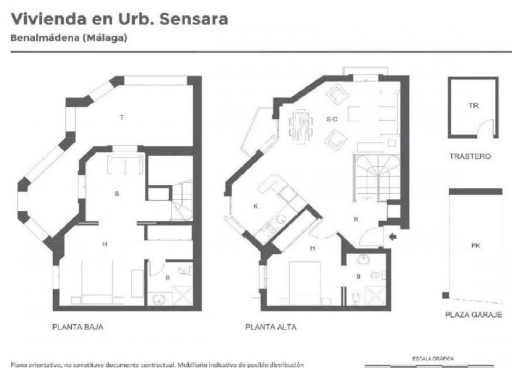 Vivienda en Urb. Sensara
Benalmádena (Málaga)
T
S
H
B
PLANTA BAJA
S-C
K
R
H
B
PLANTA ALTA
TR
TRASTERO
PK
PLAZA GARAJE
ESCALA GRÁFICA
Plano orientativo, no constituye documento contractual. Mobiliario indicativo de posible distribución